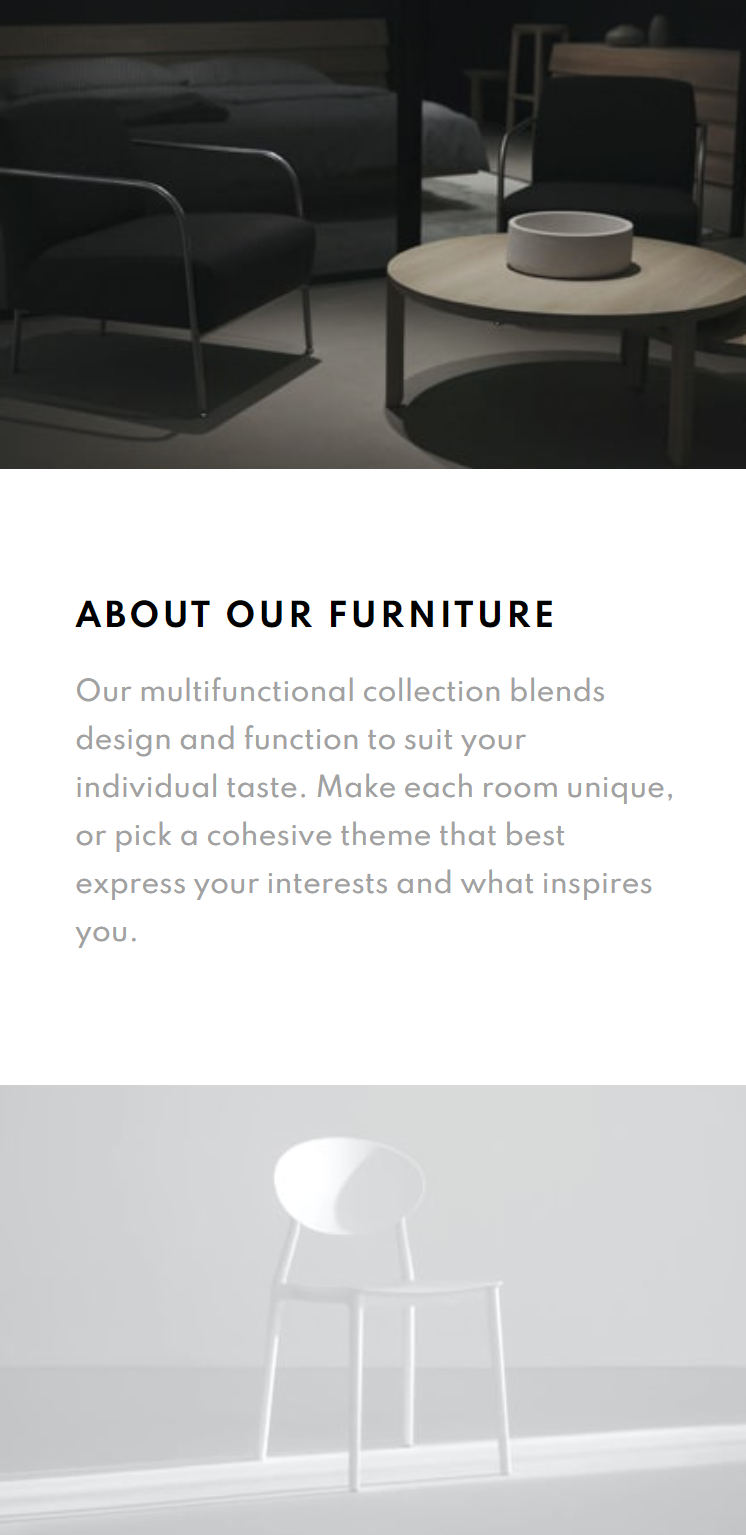 ABOUT OUR FURNITURE
Our multifunctional collection blends
design and function to suit your
individual taste. Make each room unique,
or pick a cohesive theme that best
express your interests and what inspires
you.